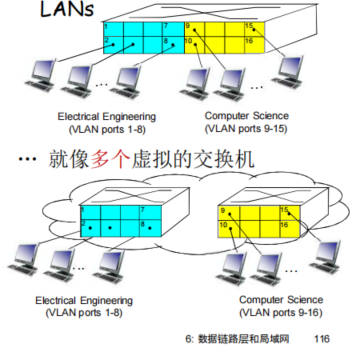 LANs
1 7 9 15
2 8 10 16
...
Electrical Engineering
(VLAN ports 1-8)
Computer Science
(VLAN ports 9-15)
... 就像多个虚拟的交换机
1 7 9 15
2 8 10 16
...
...
Electrical Engineering
(VLAN ports 1-8)
Computer Science
(VLAN ports 9-16)
6: 数据链路层和局域网 116